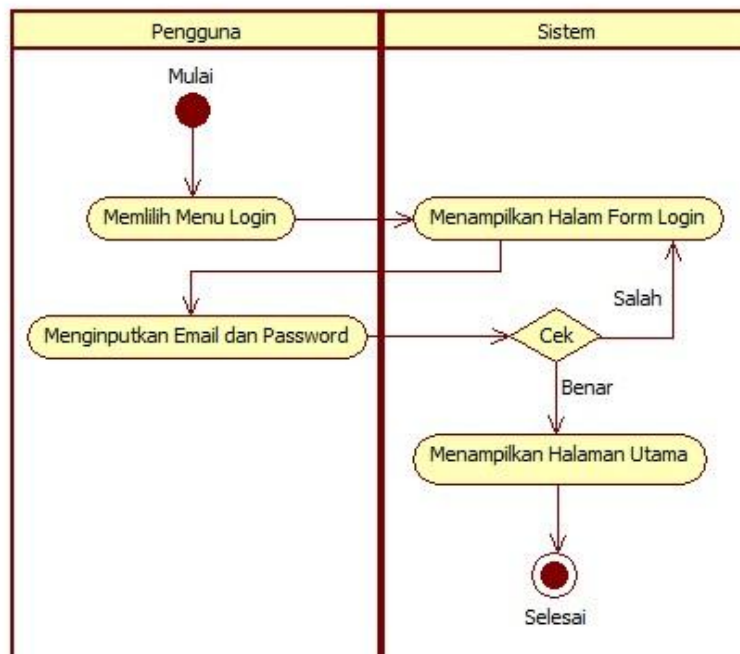 Pengguna
Sistem
Mulai
Memlilih Menu Login
Menampilkan Halam Form Login
Salah
Menginputkan Email dan Password
Cek
Benar
Menampilkan Halaman Utama
Selesai